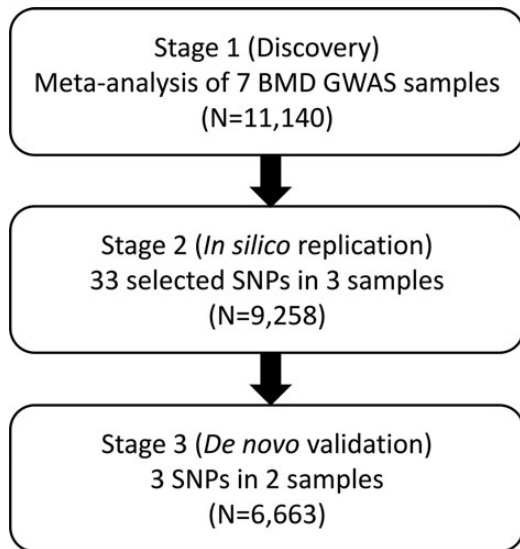 Stage 1 (Discovery)
Meta-analysis of 7 BMD GWAS samples
(N=11,140)
Stage 2 (In silico replication)
33 selected SNPs in 3 samples
(N=9,258)
Stage 3 (De novo validation)
3 SNPs in 2 samples
(N=6,663)